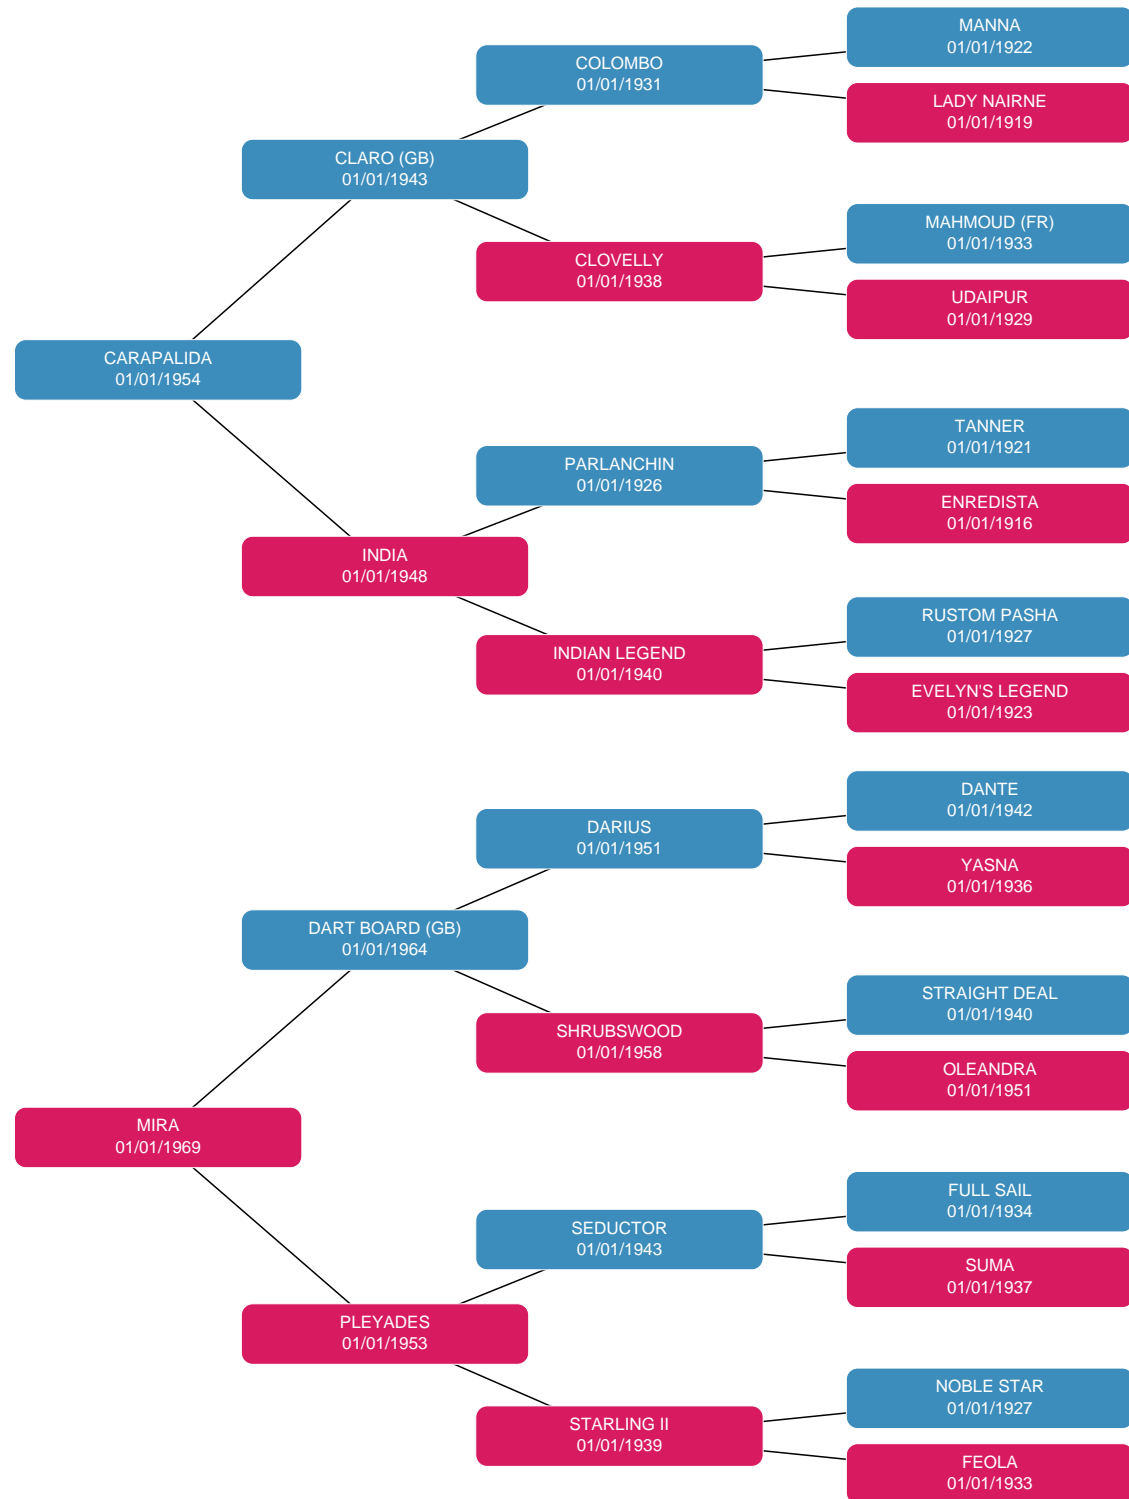 MANNA
01/01/1922
COLOMBO
01/01/1931
LADY NAIRNE
01/01/1919
CLARO (GB)
01/01/1943
MAHMOUD (FR)
01/01/1933
CLOVELLY
01/01/1938
UDAIPUR
01/01/1929
CARAPALIDA
01/01/1954
TANNER
01/01/1921
PARLANCHIN
01/01/1926
ENREDISTA
01/01/1916
INDIA
01/01/1948
RUSTOM PASHA
01/01/1927
INDIAN LEGEND
01/01/1940
EVELYN'S LEGEND
01/01/1923
DANTE
01/01/1942
DARIUS
01/01/1951
YASNA
01/01/1936
DART BOARD (GB)
01/01/1964
STRAIGHT DEAL
01/01/1940
SHRUBSWOOD
01/01/1958
OLEANDRA
01/01/1951
MIRA
01/01/1969
FULL SAIL
01/01/1934
SEDUCTOR
01/01/1943
SUMA
01/01/1937
PLEYADES
01/01/1953
NOBLE STAR
01/01/1927
STARLING II
01/01/1939
FEOLA
01/01/1933